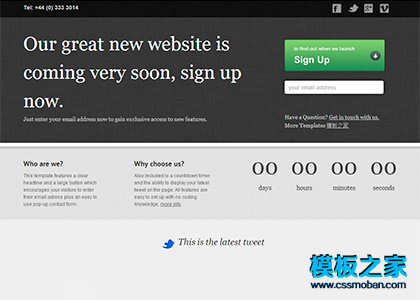 Tel: +44 (0) 333 3014
Our great new website is
coming very soon, sign up
now.
Just enter your email address now to gain exclusive access to new features.
to find out when we launch
Sign Up
your email address
Have a Question? Get in touch with us.
More Templates 模板之家
Who are we?
This template features a clear
headline and a large button which
encourages your visitors to enter
their email adress plus an easy to
use pop-up contact form.
Why choose us?
Also included is a countdown timer
and the ability to display your latest
tweet on the page. All features are
easy to set up with no coding
knowledge. more info
00 00 00 00
days hours minutes seconds
This is the latest tweet
模板之家
www.cssmoban.com